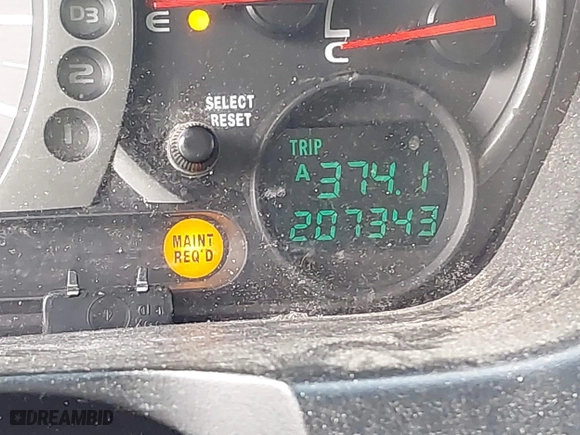 D3
2
1
E
C
SELECT
RESET
TRIP
A 374.1
207343
MAINT
REQ'D
DREAMBID